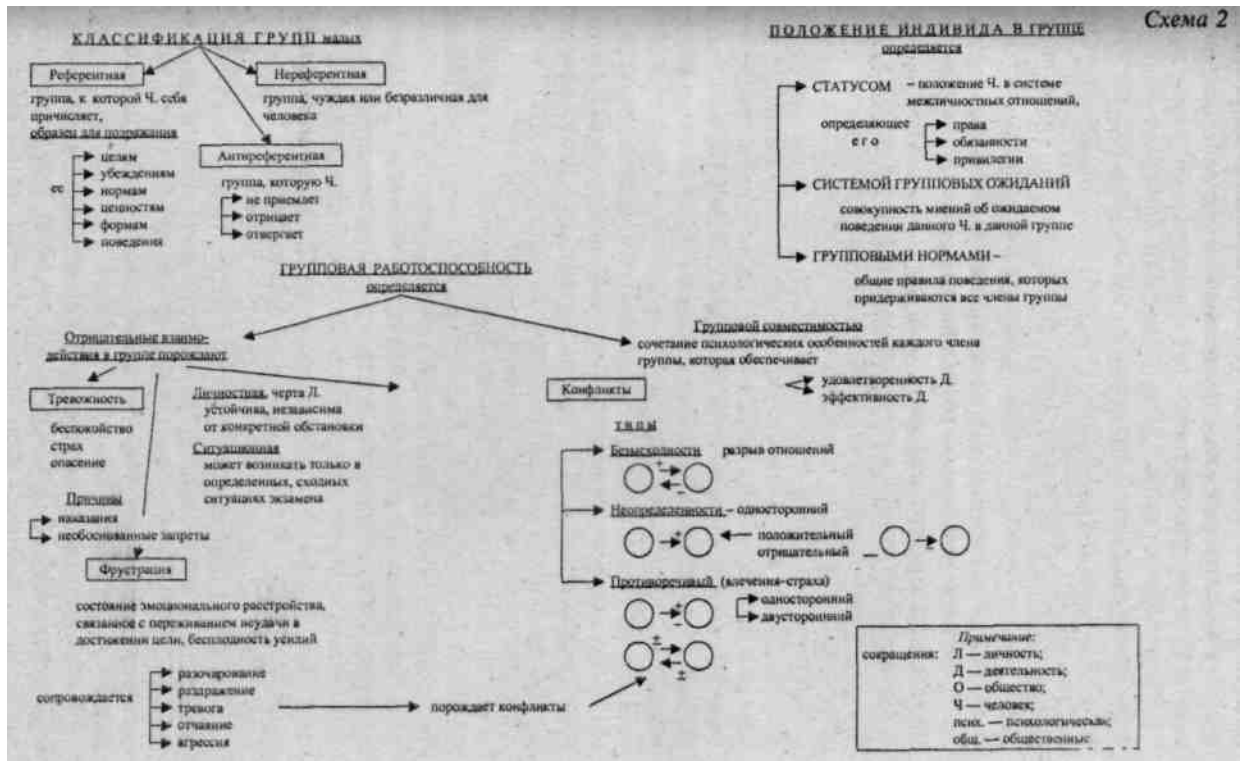 Схема 2
КЛАССИФИКАЦИЯ ГРУПП малых
Референтная
группа, к которой Ч. себя
причисляет,
образец для подражания
ее
целям
убеждениям
нормам
ценностям
формам
поведения
Нереферентная
группа, чуждая или безразличная для
человека
Антиреферентная
группа, которую Ч.
не приемлет
отрицает
отвергает
ПОЛОЖЕНИЕ ИНДИВИДА В ГРУППЕ
определяется
СТАТУСОМ – положение Ч. в системе
межличностных отношений,
определяющее
его
права
обязанности
привилегии
СИСТЕМОЙ ГРУППОВЫХ ОЖИДАНИЙ
совокупность мнений об ожидаемом
поведении данного Ч. в данной группе
ГРУППОВЫМИ НОРМАМИ –
общие правила поведения, которых
придерживаются все члены группы
ГРУППОВАЯ РАБОТОСПОСОБНОСТЬ
определяется
Отрицательные взаимо-
действия в группе порождают
Тревожность
беспокойство
страх
опасение
Личностная, черта Л.
устойчива, независима
от конкретной обстановки
Ситуационная
может возникать только в
определенных, сходных
ситуациях экзамена
Причины
наказания
необоснованные запреты
Фрустрация
состояние эмоционального расстройства,
связанное с переживанием неудачи в
достижении цели, бесплодность усилий
сопровождается
разочарование
раздражение
тревога
отчаяние
агрессия
порождает конфликты
Групповой совместимостью
сочетание психологических особенностей каждого члена
группы, которая обеспечивает
удовлетворенность Д.
эффективность Д.
Конфликты
типы
Безысходности разрыв отношений
+
–
Неопределенности – односторонний
+
положительный
отрицательный
–
Противоречивый (влечения–страха)
+
–
односторонний
двусторонний
±
±
Примечание:
сокращения: Л — личность;
Д — деятельность;
О — общество;
Ч — человек;
псих. — психологическая;
общ. — общественные